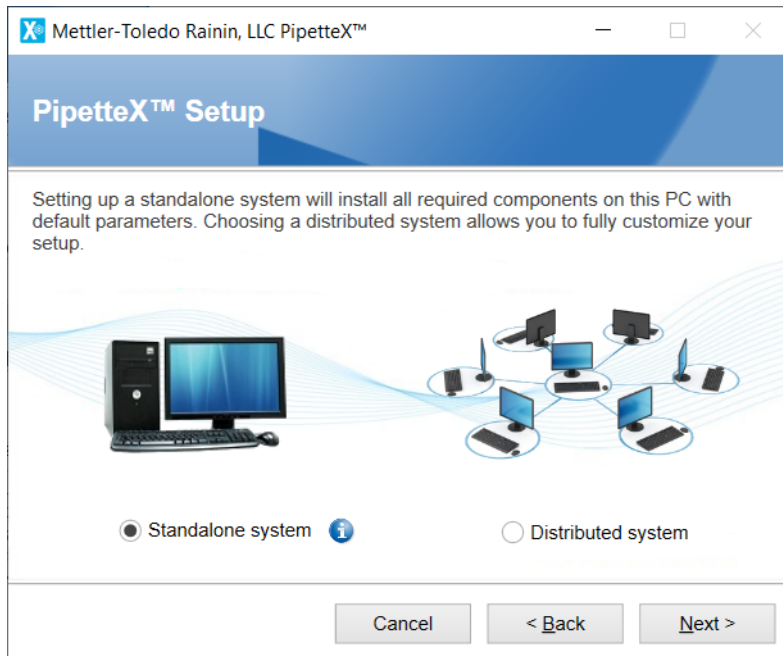 Mettler-Toledo Rainin, LLC PipetteX™
PipetteX™ Setup
Setting up a standalone system will install all required components on this PC with
default parameters. Choosing a distributed system allows you to fully customize your
setup.
Standalone system
Distributed system
Cancel
< Back
Next >